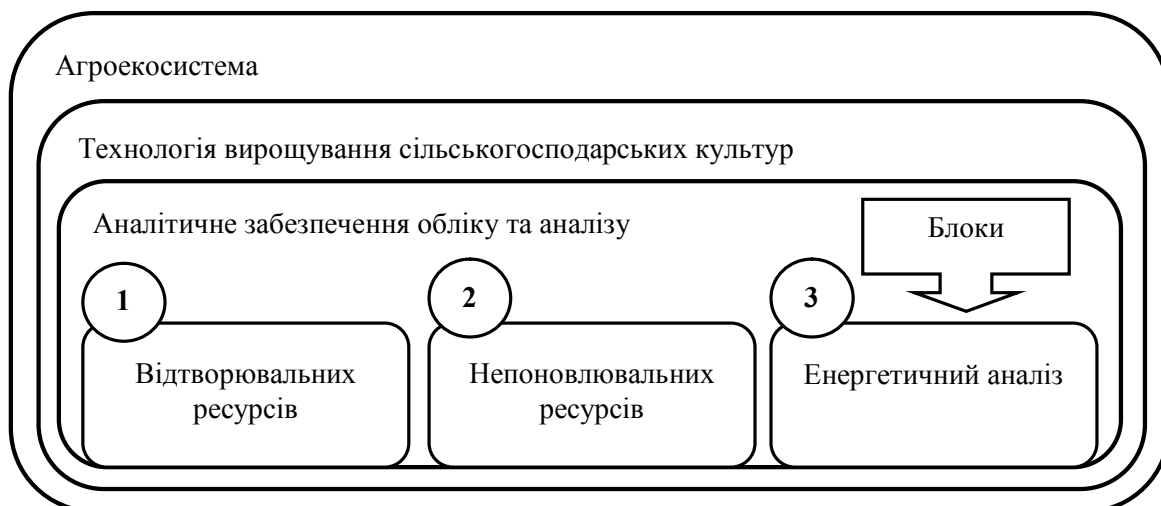 Агроекосистема
Технологія вирощування сільськогосподарських культур
Аналітичне забезпечення обліку та аналізу
Блоки
1
Відтворювальних
ресурсів
2
Непоновлювальних
ресурсів
3
Енергетичний аналіз